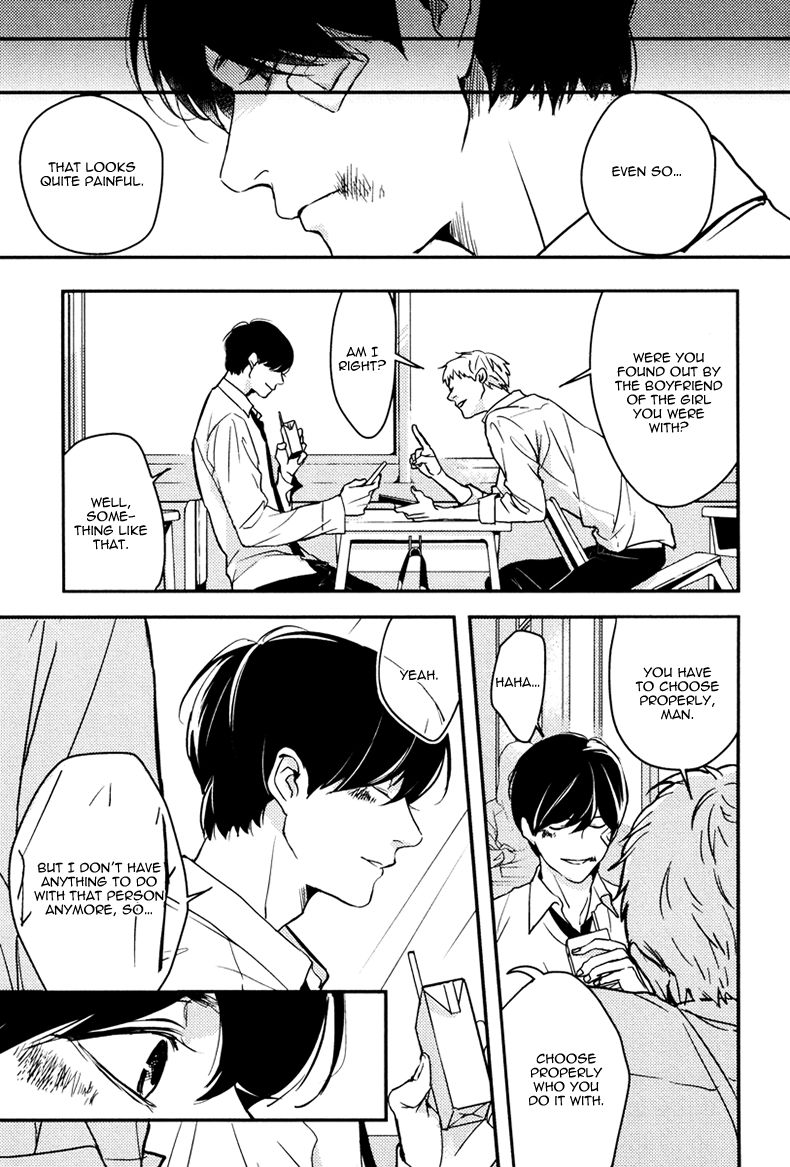 EVEN SO...
THAT LOOKS
QUITE PAINFUL.
WERE YOU
FOUND OUT BY
THE BOYFRIEND
OF THE GIRL
YOU WERE
WITH?
AM I
RIGHT?
WELL,
SOME-
THING LIKE
THAT.
YOU HAVE
TO CHOOSE
PROPERLY,
MAN.
HAHA...
CHOOSE
PROPERLY
WHO YOU
DO IT WITH.
YEAH.
BUT I DON'T HAVE
ANYTHING TO DO
WITH THAT PERSON
ANYMORE, SO...